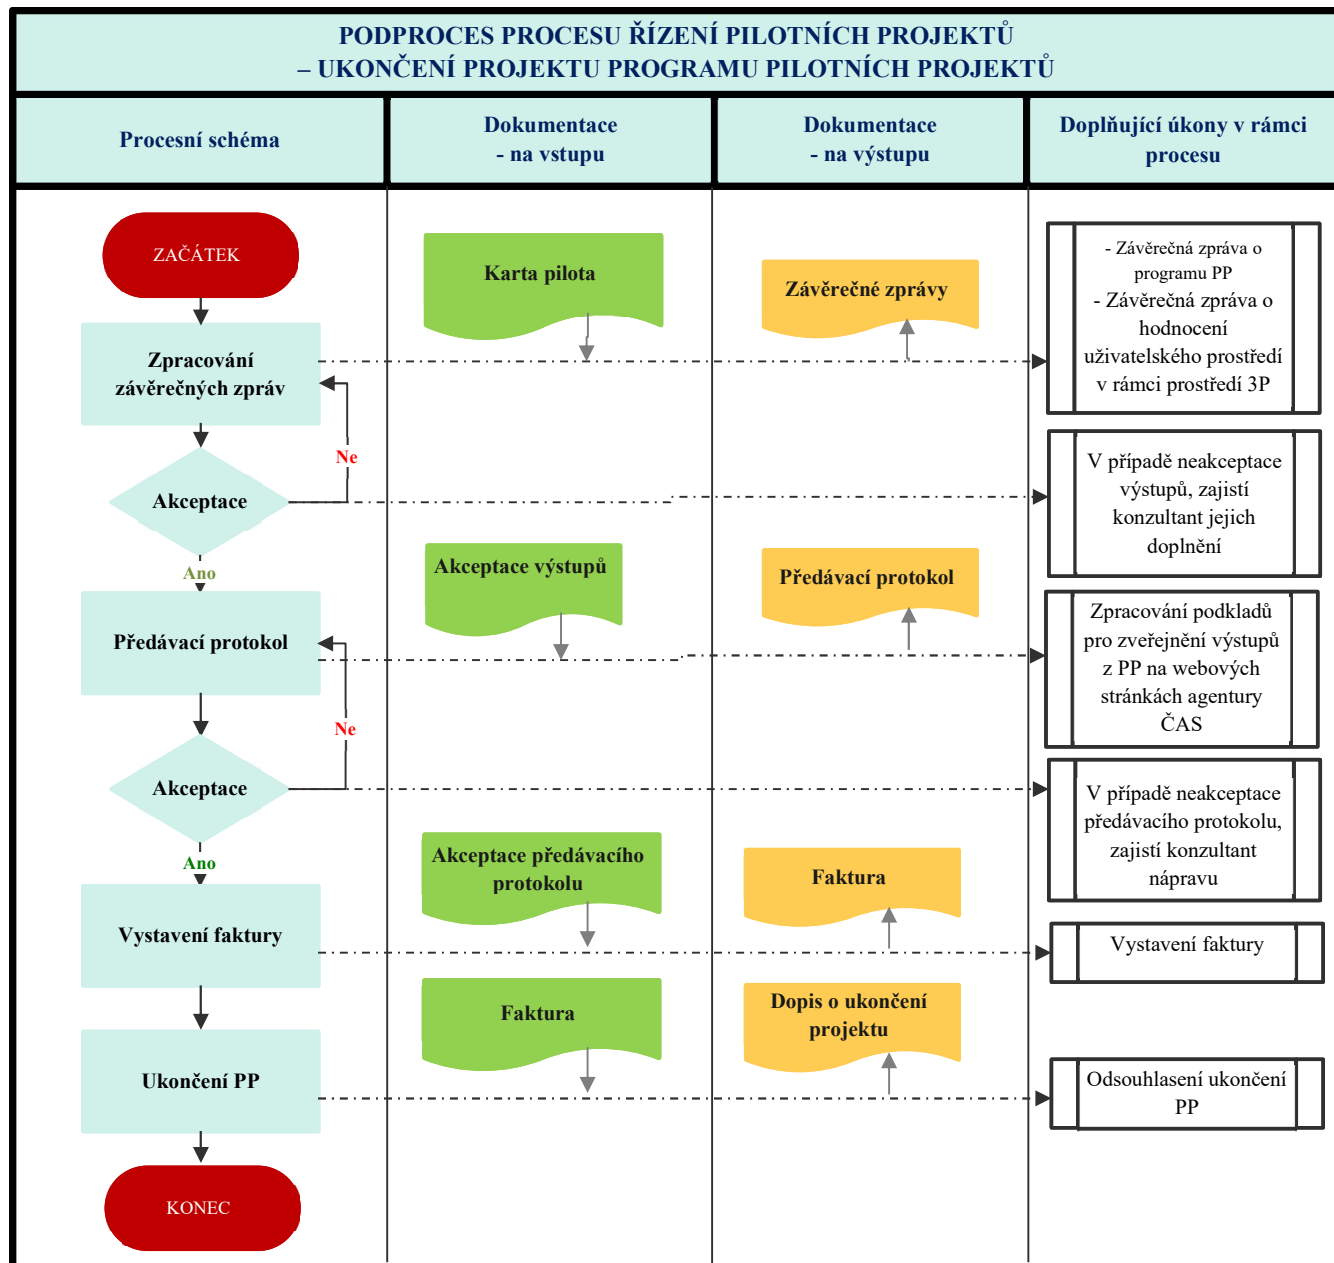 PODPROCES PROCESU ŘÍZENÍ PILOTNÍCH PROJEKTŮ
– UKONČENÍ PROJEKTU PROGRAMU PILOTNÍCH PROJEKTŮ
Procesní schéma
Dokumentace
- na vstupu
Dokumentace
- na výstupu
Doplňující úkony v rámci
procesu
ZAČÁTEK
Karta pilota
Závěrečné zprávy
- Závěrečná zpráva o
programu PP
- Závěrečná zpráva o
hodnocení
uživatelského prostředí
v rámci prostředí 3P
Zpracování
závěrečných zpráv
Ne
Akceptace
V případě neakceptace
výstupů, zajistí
konzultant jejich
doplnění
Ano
Akceptace výstupů
Předávací protokol
Předávací protokol
Zpracování podkladů
pro zveřejnění výstupů
z PP na webových
stránkách agentury
ČAS
Ne
Akceptace
V případě neakceptace
předávacího protokolu,
zajistí konzultant
nápravu
Ano
Akceptace předávacího
protokolu
Faktura
Vystavení faktury
Vystavení faktury
Faktura
Dopis o ukončení
projektu
Ukončení PP
Odsouhlasení ukončení
PP
KONEC